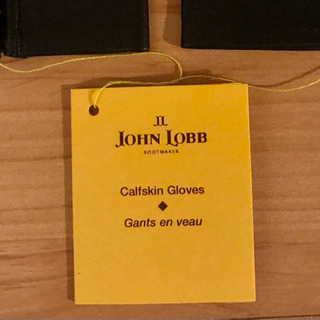 JL
JOHN LOBB
BOOTMAKER
Calfskin Gloves
Gants en veau